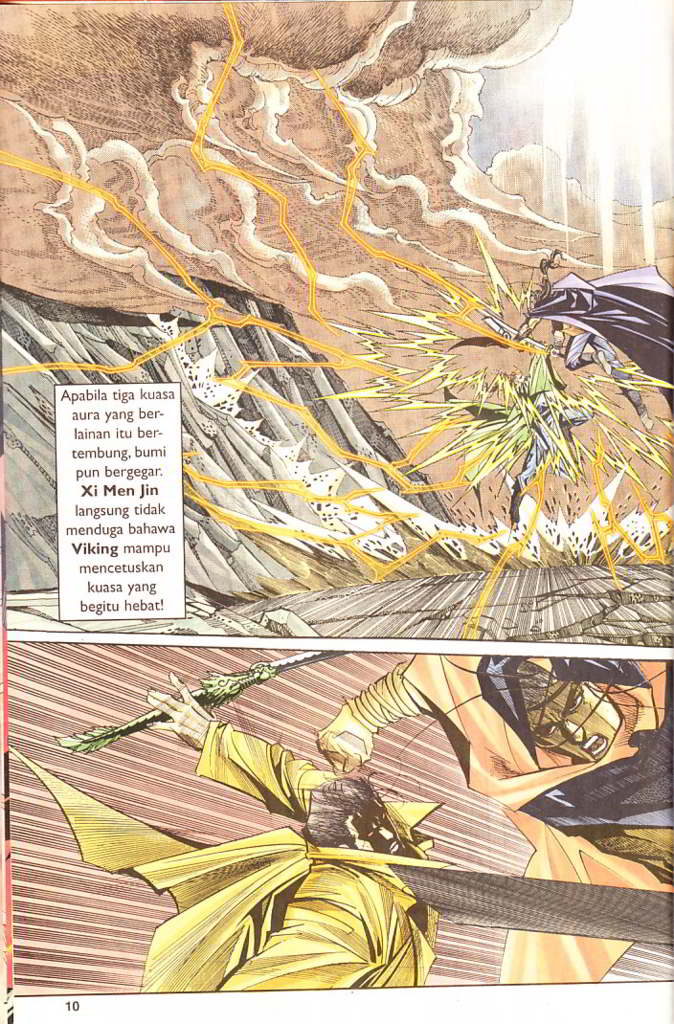 Apabila tiga kuasa
aura yang ber-
lainan itu ber-
tembung, bumi
pun bergegar.
Xi Men Jin
langsung tidak
menduga bahawa
Viking mampu
mencetuskan
kuasa yang
begitu hebat!
10